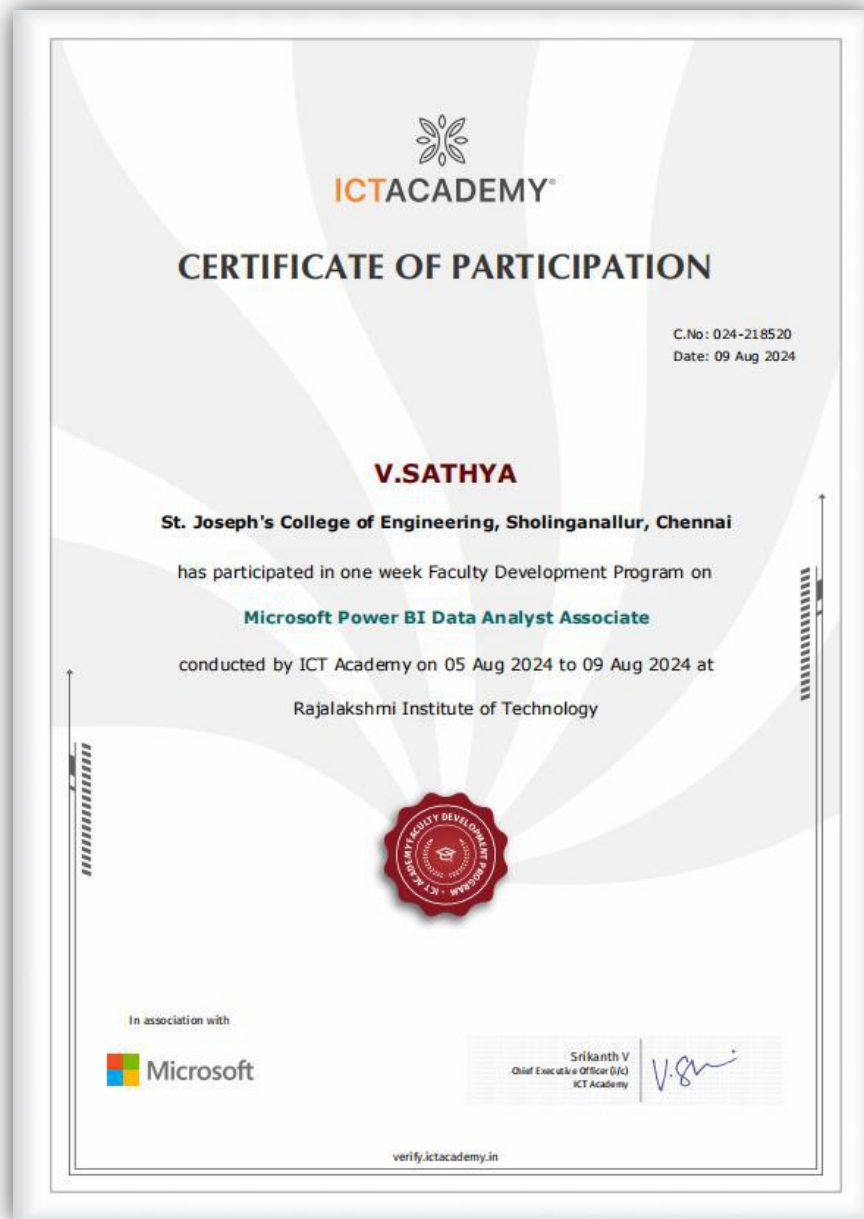 ICTACADEMY®
CERTIFICATE OF PARTICIPATION
C.No: 024-218520
Date: 09 Aug 2024
V.SATHYA
St. Joseph's College of Engineering, Sholinganallur, Chennai
has participated in one week Faculty Development Program on
Microsoft Power BI Data Analyst Associate
conducted by ICT Academy on 05 Aug 2024 to 09 Aug 2024 at
Rajalakshmi Institute of Technology
FACULTY DEVELOPMENT PROGRAM · ICT ACADEMY
In association with
Microsoft
Srikanth V
Chief Executive Officer (i/c)
ICT Academy
verify.ictacademy.in